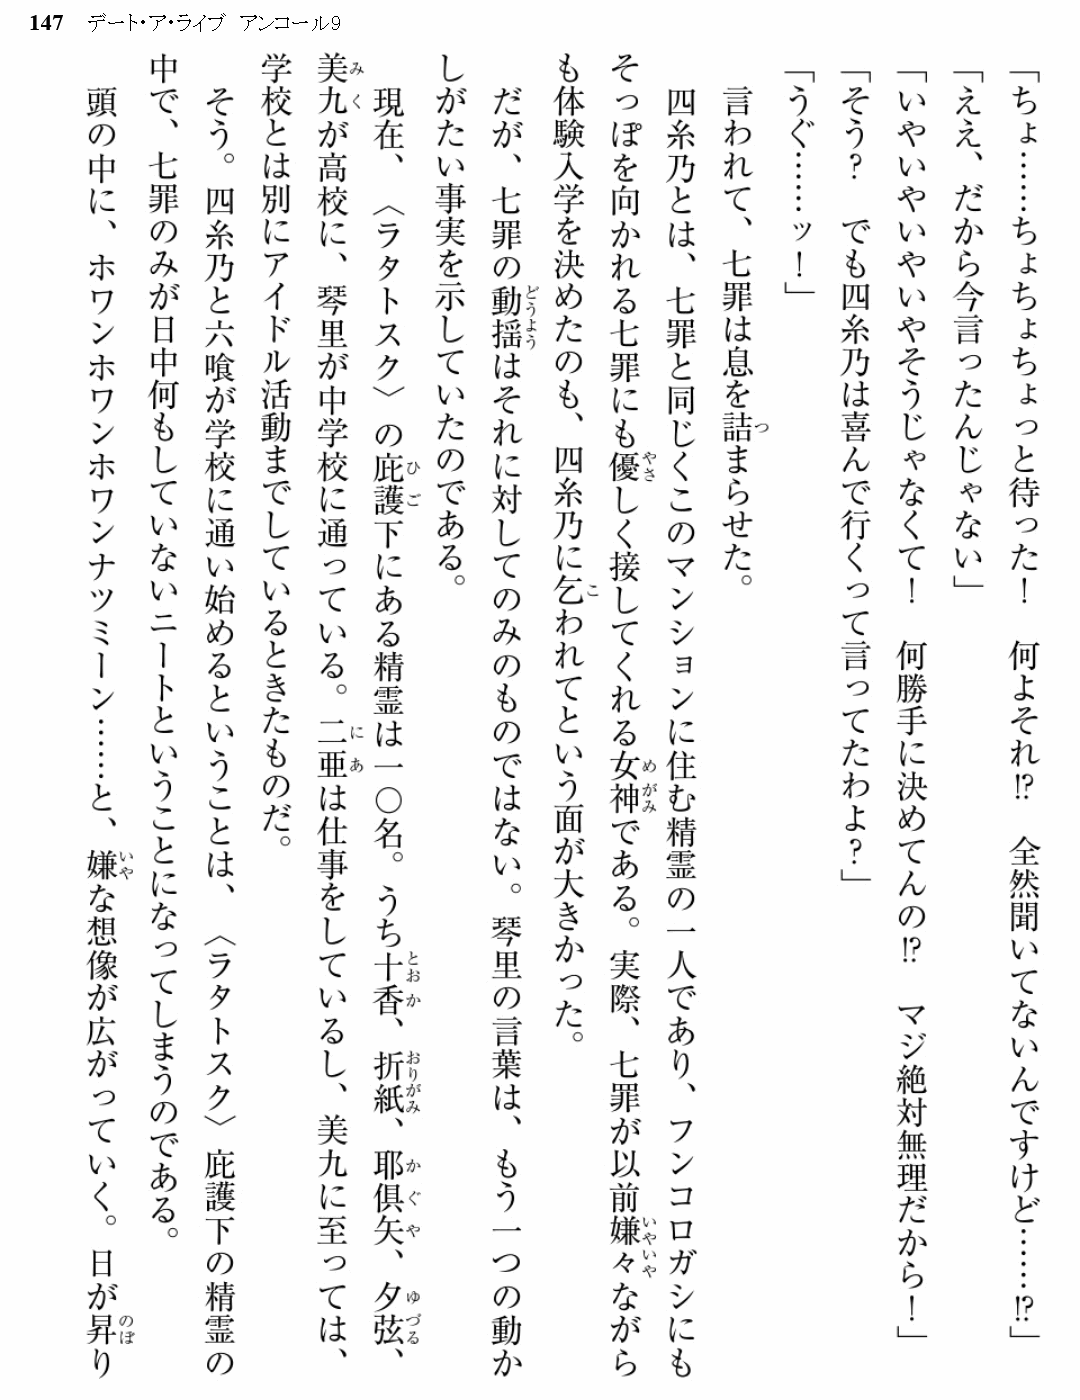 147 デート・ア・ライブ アンコール9
「ちょ……ちょちょちょっと待った！　何よそれ⁉　全然聞いてないんですけど……⁉」
「ええ、だから今言ったんじゃない」
「いやいやいやいやそうじゃなくて！　何勝手に決めてんの⁉　マジ絶対無理だから！」
「そう？　でも四糸乃は喜んで行くって言ってたわよ？」
「うぐ……ッ！」
言われて、七罪は息を詰まらせた。
四糸乃とは、七罪と同じくこのマンションに住む精霊の一人であり、フンコロガシにも
そっぽを向かれる七罪にも優しく接してくれる女神である。実際、七罪が以前嫌々ながら
も体験入学を決めたのも、四糸乃に乞われてという面が大きかった。
だが、七罪の動揺はそれに対してのみのものではない。琴里の言葉は、もう一つの動か
しがたい事実を示していたのである。
現在、〈ラタトスク〉の庇護下にある精霊は一〇名。うち十香、折紙、耶俱矢、夕弦、
美九が高校に、琴里が中学校に通っている。二亜は仕事をしているし、美九に至っては、
学校とは別にアイドル活動までしているときたものだ。
そう。四糸乃と六喰が学校に通い始めるということは、〈ラタトスク〉庇護下の精霊の
中で、七罪のみが日中何もしていないニートということになってしまうのである。
頭の中に、ホワンホワンホワンナツミーン……と、嫌な想像が広がっていく。日が昇り